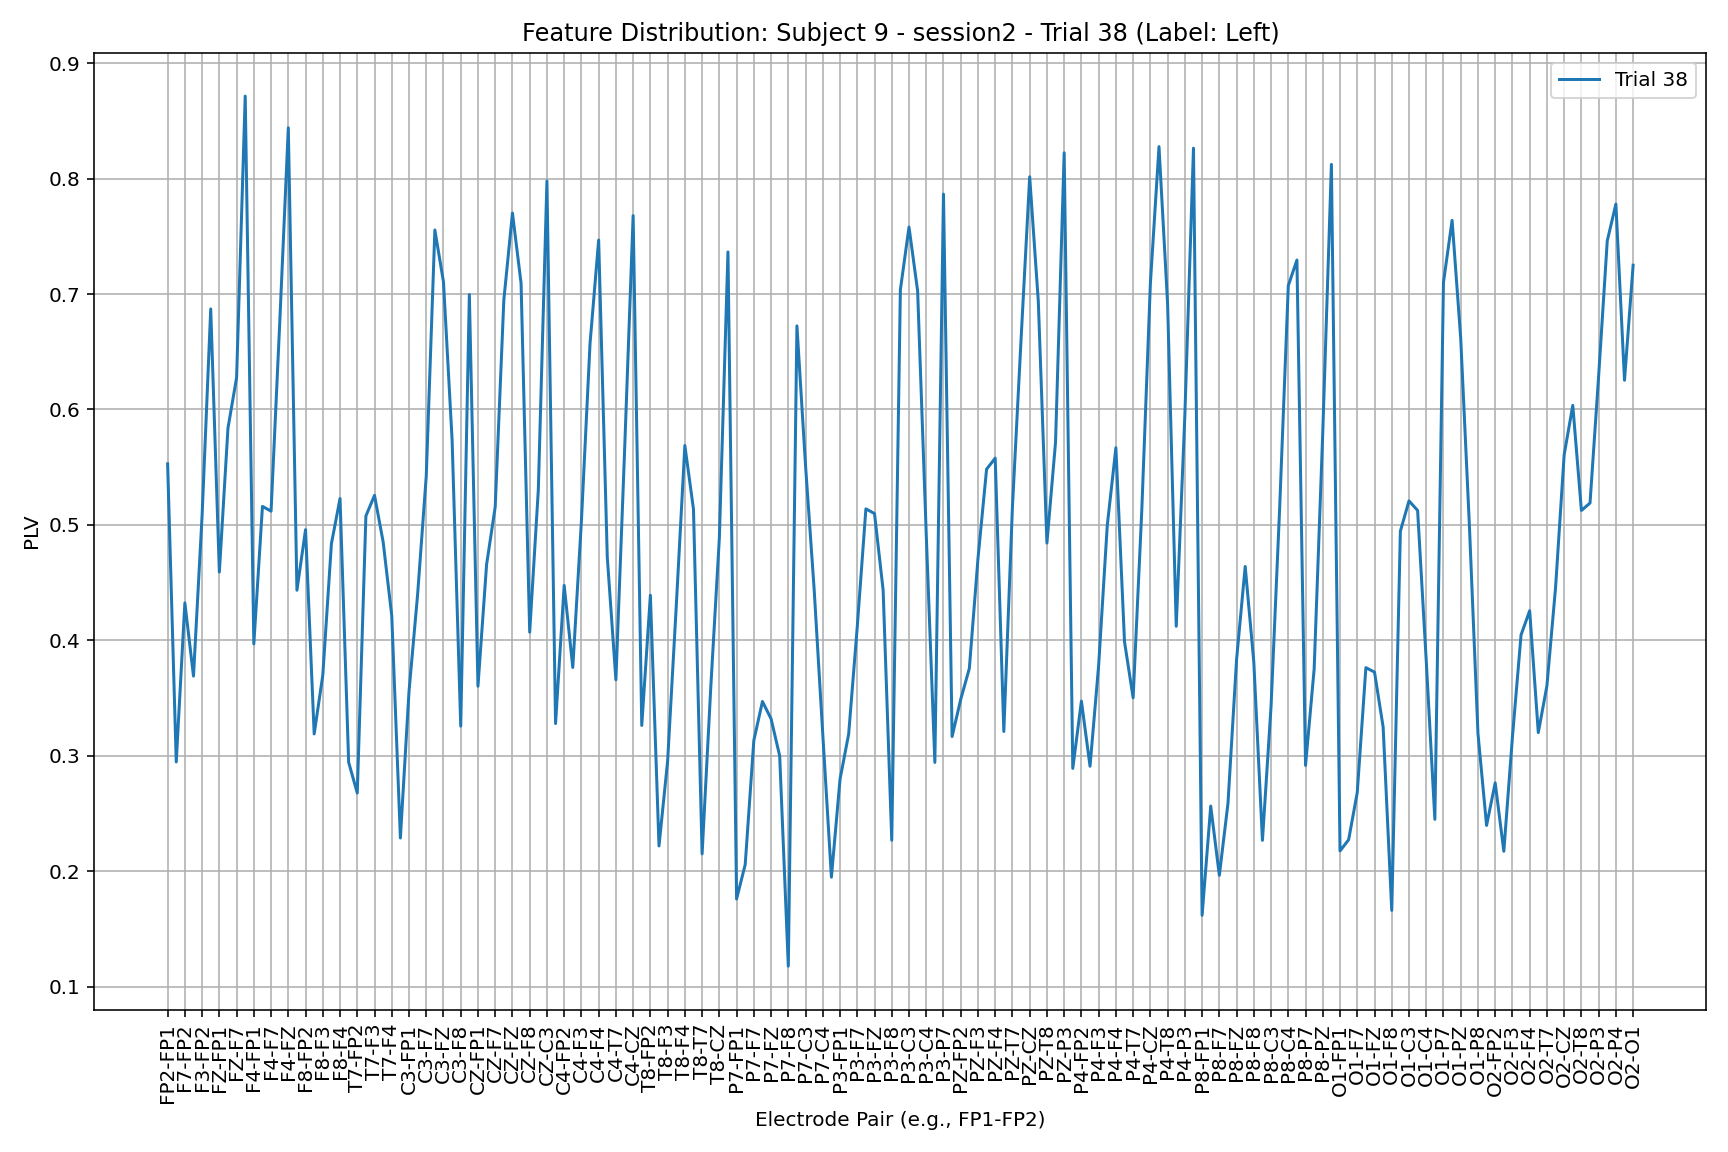 Feature Distribution: Subject 9 - session2 - Trial 38 (Label: Left)
Trial 38
PLV
0.9
0.8
0.7
0.6
0.5
0.4
0.3
0.2
0.1
FP2-FP1
F7-FP2
F3-FP2
FZ-FP1
FZ-F7
F4-FP1
F4-F7
F4-FZ
F8-FP2
F8-F3
F8-F4
T7-FP2
T7-F3
T7-F4
C3-FP1
C3-F7
C3-FZ
C3-F8
CZ-FP1
CZ-F7
CZ-FZ
CZ-F8
CZ-C3
C4-FP2
C4-F3
C4-F4
C4-T7
C4-CZ
T8-FP2
T8-F3
T8-F4
T8-T7
T8-CZ
P7-FP1
P7-F7
P7-FZ
P7-F8
P7-C3
P7-C4
P3-FP1
P3-F7
P3-FZ
P3-F8
P3-C3
P3-C4
P3-P7
PZ-FP2
PZ-F3
PZ-F4
PZ-T7
PZ-CZ
PZ-T8
PZ-P3
P4-FP2
P4-F3
P4-F4
P4-T7
P4-CZ
P4-T8
P4-P3
P8-FP1
P8-F7
P8-FZ
P8-F8
P8-C3
P8-C4
P8-P7
P8-PZ
O1-FP1
O1-F7
O1-FZ
O1-F8
O1-C3
O1-C4
O1-P7
O1-PZ
O1-P8
O2-FP2
O2-F3
O2-F4
O2-T7
O2-CZ
O2-T8
O2-P3
O2-P4
O2-O1
Electrode Pair (e.g., FP1-FP2)